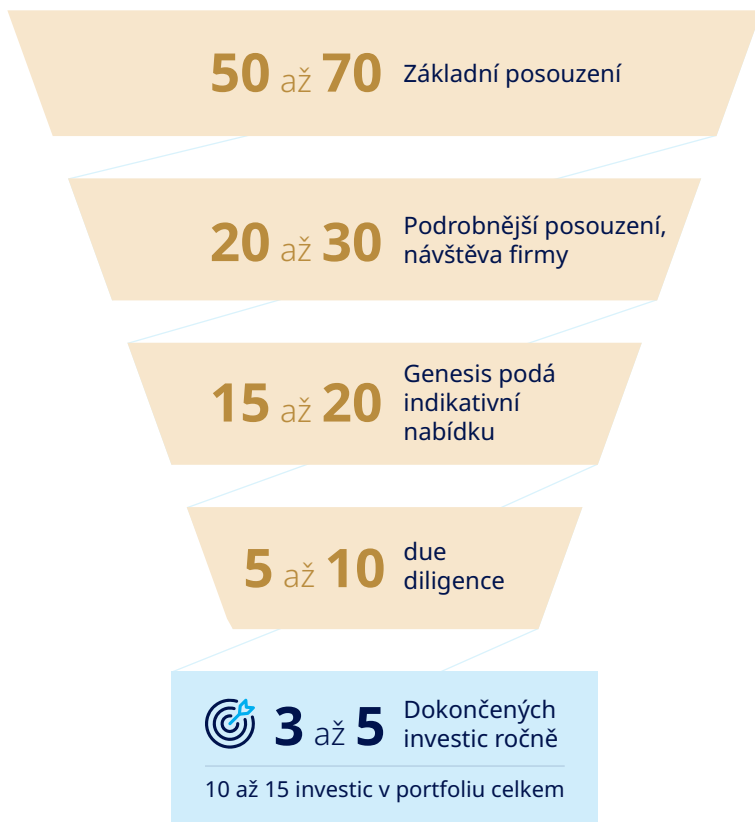 50 až 70 Základní posouzení
20 až 30 Podrobnější posouzení,
návštěva firmy
15 až 20 Genesis podá
indikativní
nabídku
5 až 10 due
diligence
3 až 5 Dokončených
investic ročně
10 až 15 investic v portfoliu celkem